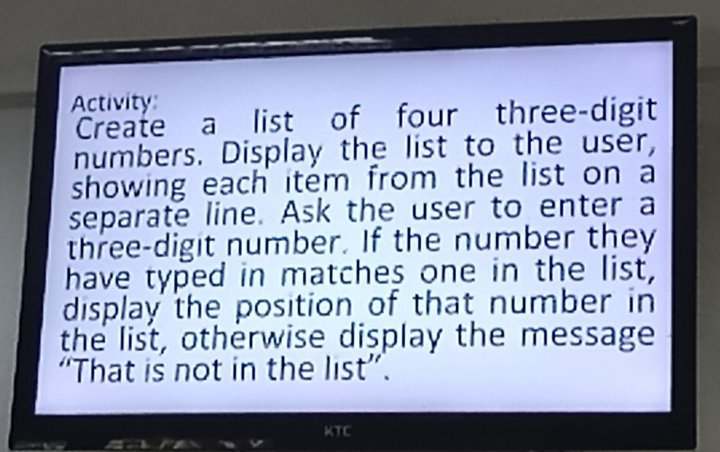 Activity:
Create a list of four three-digit
numbers. Display the list to the user,
showing each item from the list on a
separate line. Ask the user to enter a
three-digit number. If the number they
have typed in matches one in the list,
display the position of that number in
the list, otherwise display the message
“That is not in the list”.
KTC